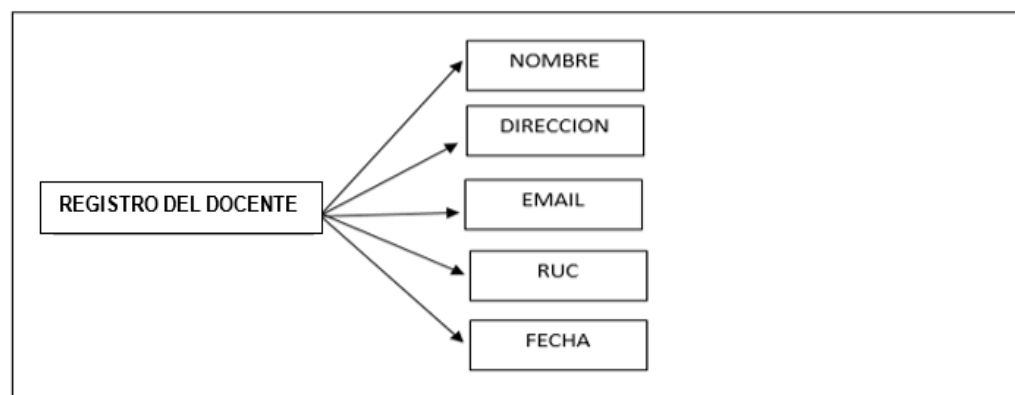 NOMBRE
DIRECCION
REGISTRO DEL DOCENTE
EMAIL
RUC
FECHA